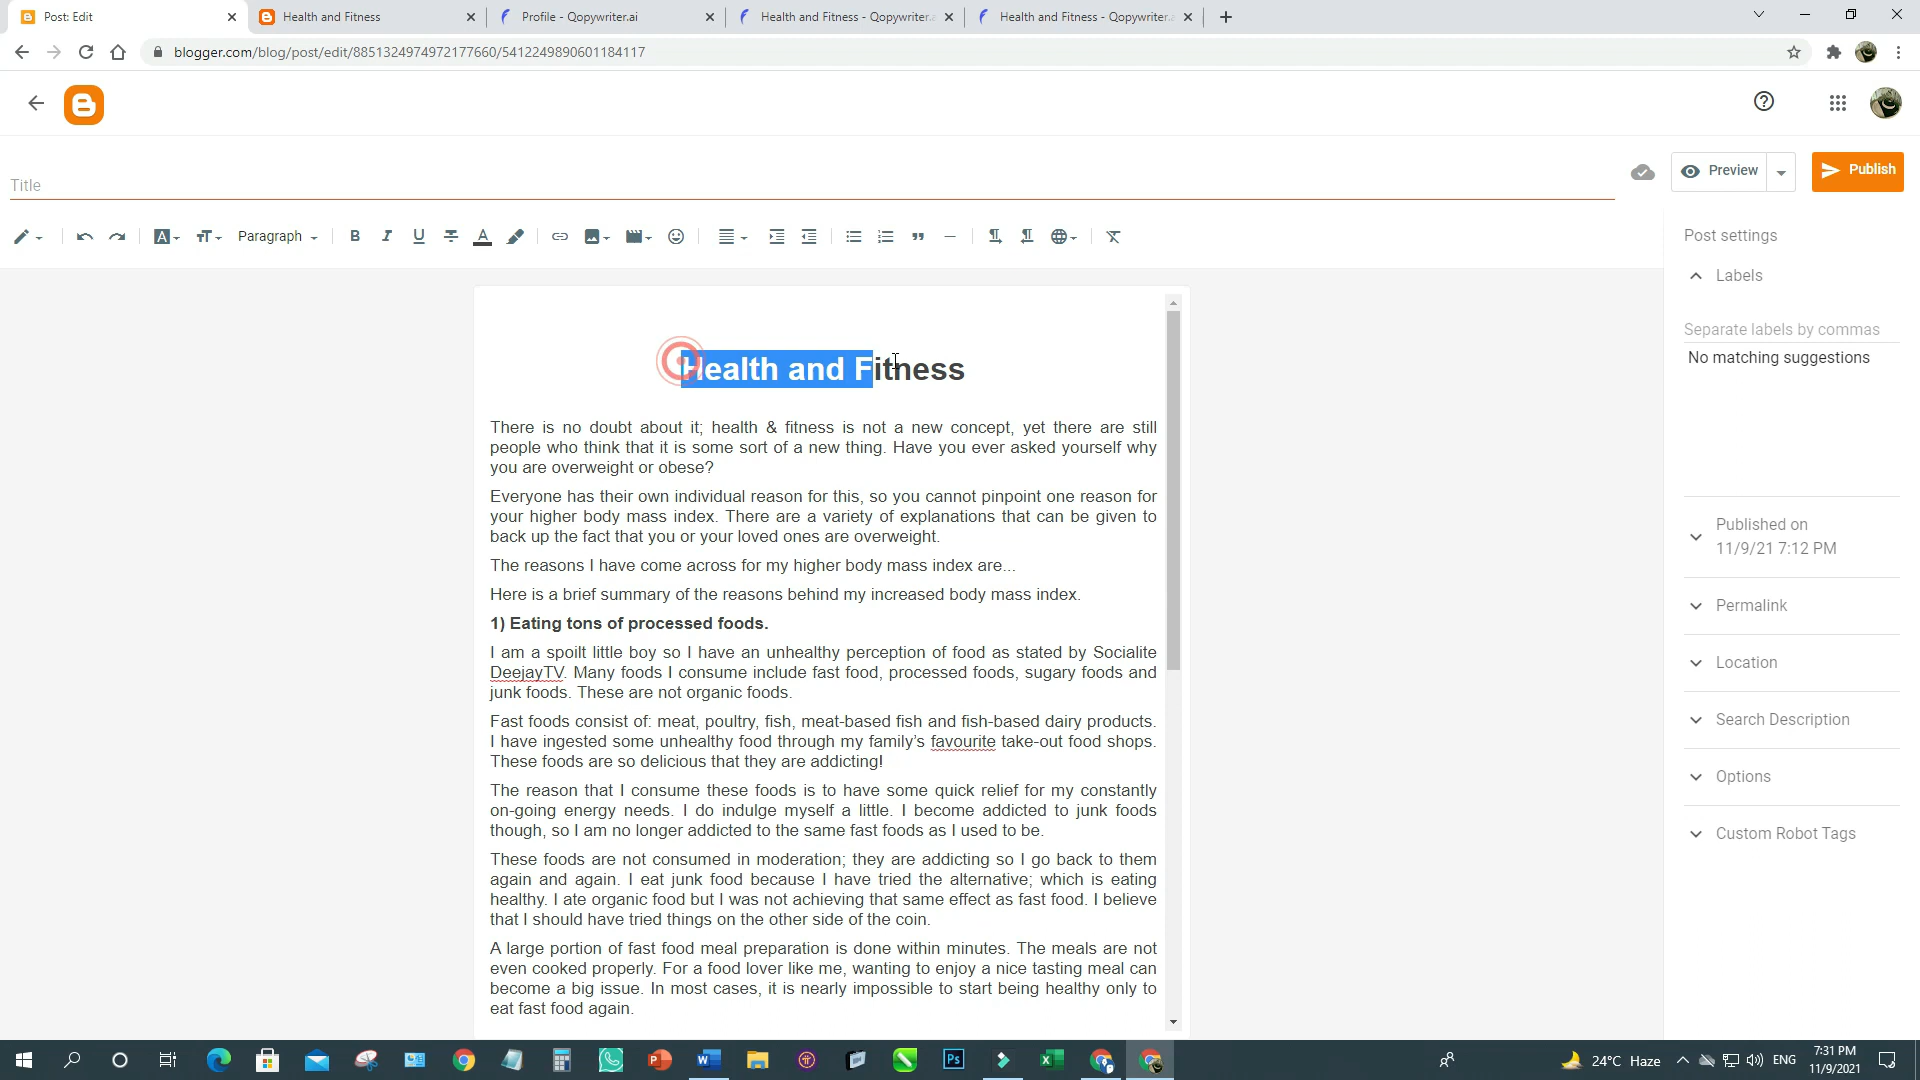 Post: Edit
Health and Fitness
Profile - Qopywriter.ai
Health and Fitness - Qopywriter.a
Health and Fitness - Qopywriter.a
blogger.com/blog/post/edit/8851324974972177660/5412249890601184117
Title
Preview
Publish
Paragraph
Post settings
Labels
Separate labels by commas
No matching suggestions
Published on
11/9/21 7:12 PM
Permalink
Location
Search Description
Options
Custom Robot Tags
Health and Fitness
There is no doubt about it; health & fitness is not a new concept, yet there are still
people who think that it is some sort of a new thing. Have you ever asked yourself why
you are overweight or obese?
Everyone has their own individual reason for this, so you cannot pinpoint one reason for
your higher body mass index. There are a variety of explanations that can be given to
back up the fact that you or your loved ones are overweight.
The reasons I have come across for my higher body mass index are...
Here is a brief summary of the reasons behind my increased body mass index.
1) Eating tons of processed foods.
I am a spoilt little boy so I have an unhealthy perception of food as stated by Socialite
DeejayTV. Many foods I consume include fast food, processed foods, sugary foods and
junk foods. These are not organic foods.
Fast foods consist of: meat, poultry, fish, meat-based fish and fish-based dairy products.
I have ingested some unhealthy food through my family's favourite take-out food shops.
These foods are so delicious that they are addicting!
The reason that I consume these foods is to have some quick relief for my constantly
on-going energy needs. I do indulge myself a little. I become addicted to junk foods
though, so I am no longer addicted to the same fast foods as I used to be.
These foods are not consumed in moderation; they are addicting so I go back to them
again and again. I eat junk food because I have tried the alternative; which is eating
healthy. I ate organic food but I was not achieving that same effect as fast food. I believe
that I should have tried things on the other side of the coin.
A large portion of fast food meal preparation is done within minutes. The meals are not
even cooked properly. For a food lover like me, wanting to enjoy a nice tasting meal can
become a big issue. In most cases, it is nearly impossible to start being healthy only to
eat fast food again.
24°C Haze
ENG
7:31 PM
11/9/2021